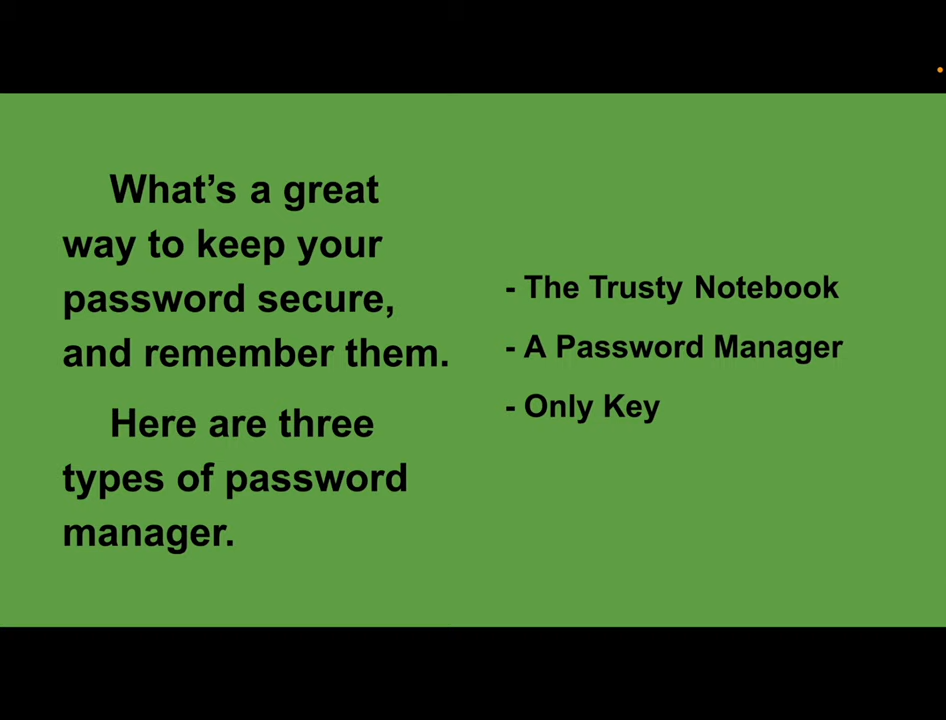 What’s a great
way to keep your
password secure,
and remember them.
Here are three
types of password
manager.
- The Trusty Notebook
- A Password Manager
- Only Key